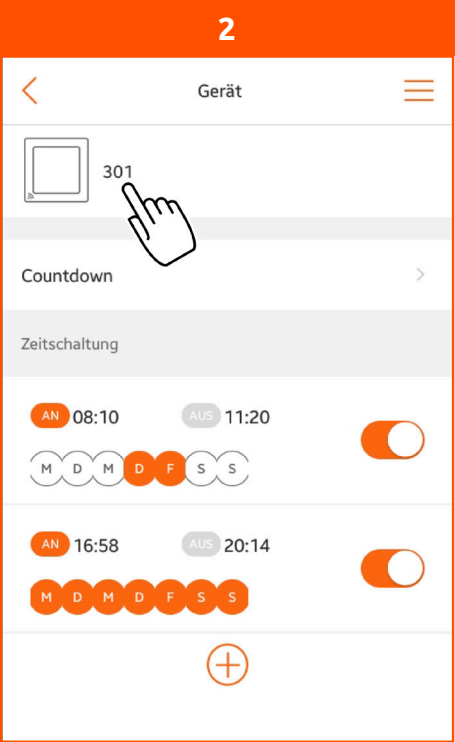 2
Gerät
301
Countdown
Zeitschaltung
AN 08:10 AUS 11:20
M D M D F S S
AN 16:58 AUS 20:14
M D M D F S S